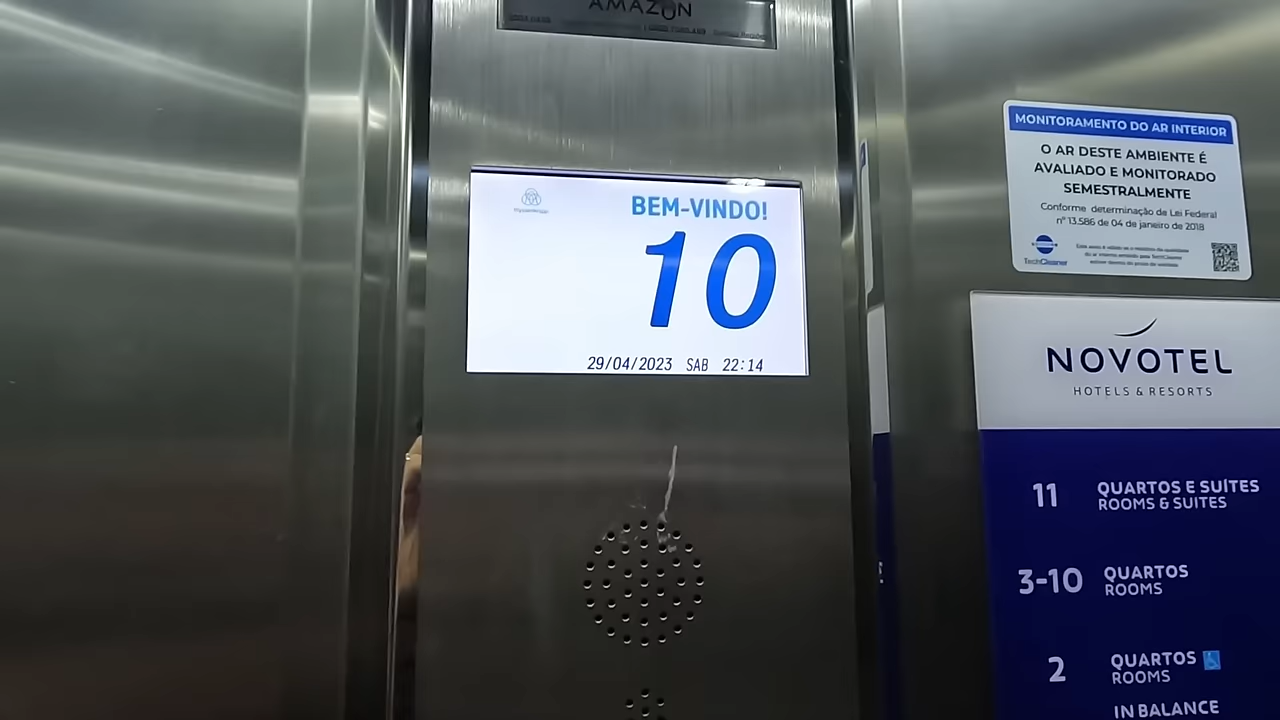 AMAZON
BEM-VINDO!
10
29/04/2023 SAB 22:14
MONITORAMENTO DO AR INTERIOR
O AR DESTE AMBIENTE É
AVALIADO E MONITORADO
SEMESTRALMENTE
Conforme determinação de Lei Federal
nº 13.586 de 04 de janeiro de 2018
TechCleaner
NOVOTEL
HOTELS & RESORTS
11 QUARTOS E SUÍTES
ROOMS & SUITES
3-10 QUARTOS
ROOMS
2 QUARTOS
ROOMS
IN BALANCE